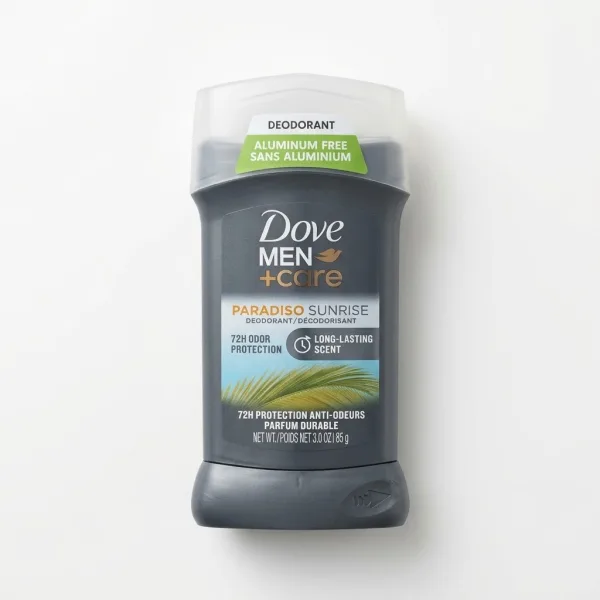 DEODORANT
ALUMINUM FREE
SANS ALUMINIUM
Dove
MEN
+care
PARADISO SUNRISE
DEODORANT/DÉCODORISANT
72H ODOR
PROTECTION
LONG-LASTING
SCENT
72H PROTECTION ANTI-ODEURS
PARFUM DURABLE
NET WT./POIDS NET 3.0 OZ | 85 g